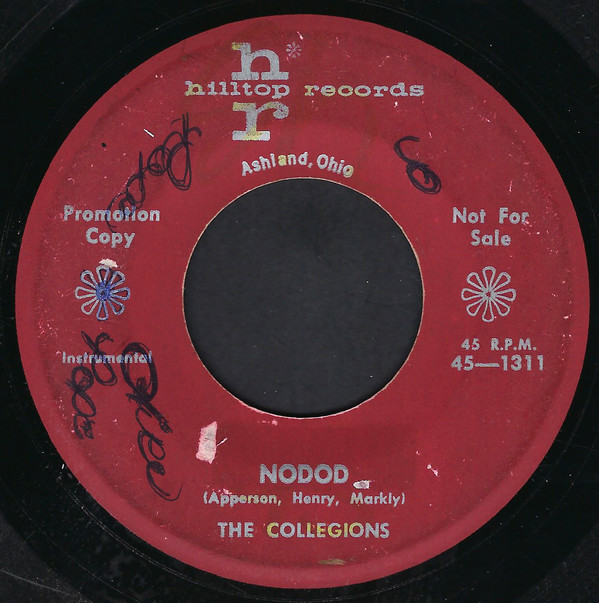 h*
hilltop records
r
Ashland, Ohio
Promotion
Copy
Not For
Sale
Instrumental
45 R.P.M.
45—1311
NODOD
(Apperson, Henry, Markly)
THE COLLEGIONS